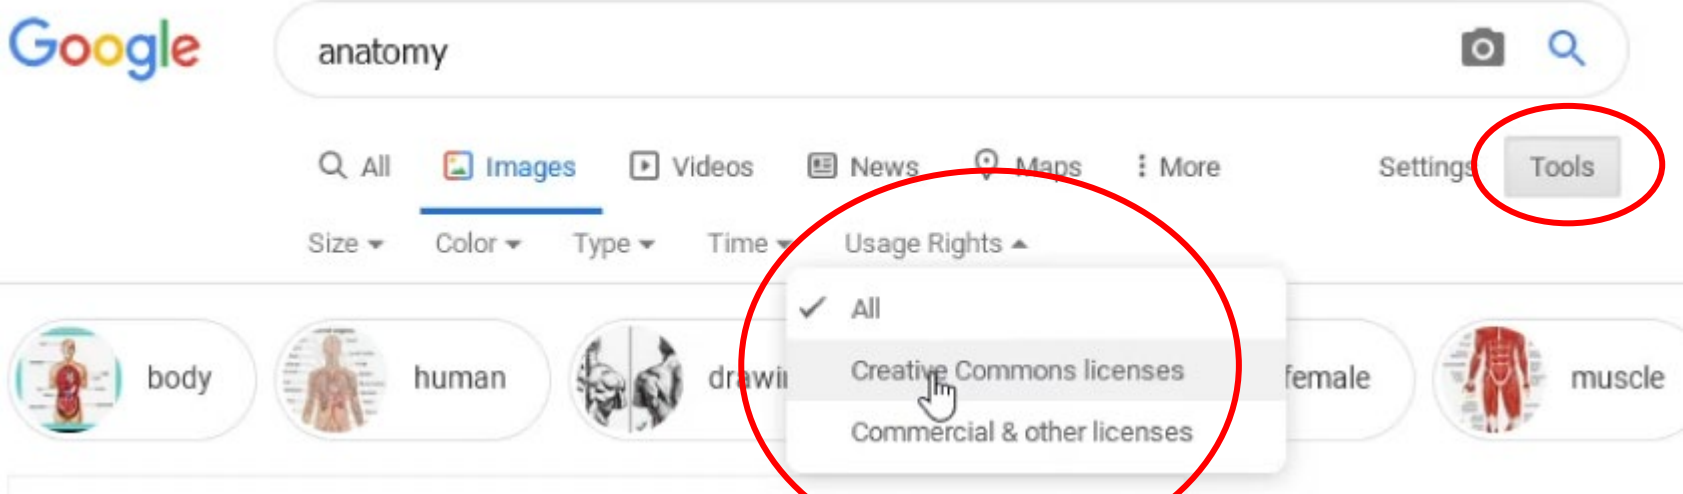 Google
anatomy
All Images Videos News Maps More Settings Tools
Size Color Type Time Usage Rights
All
Creative Commons licenses
Commercial & other licenses
body human female muscle